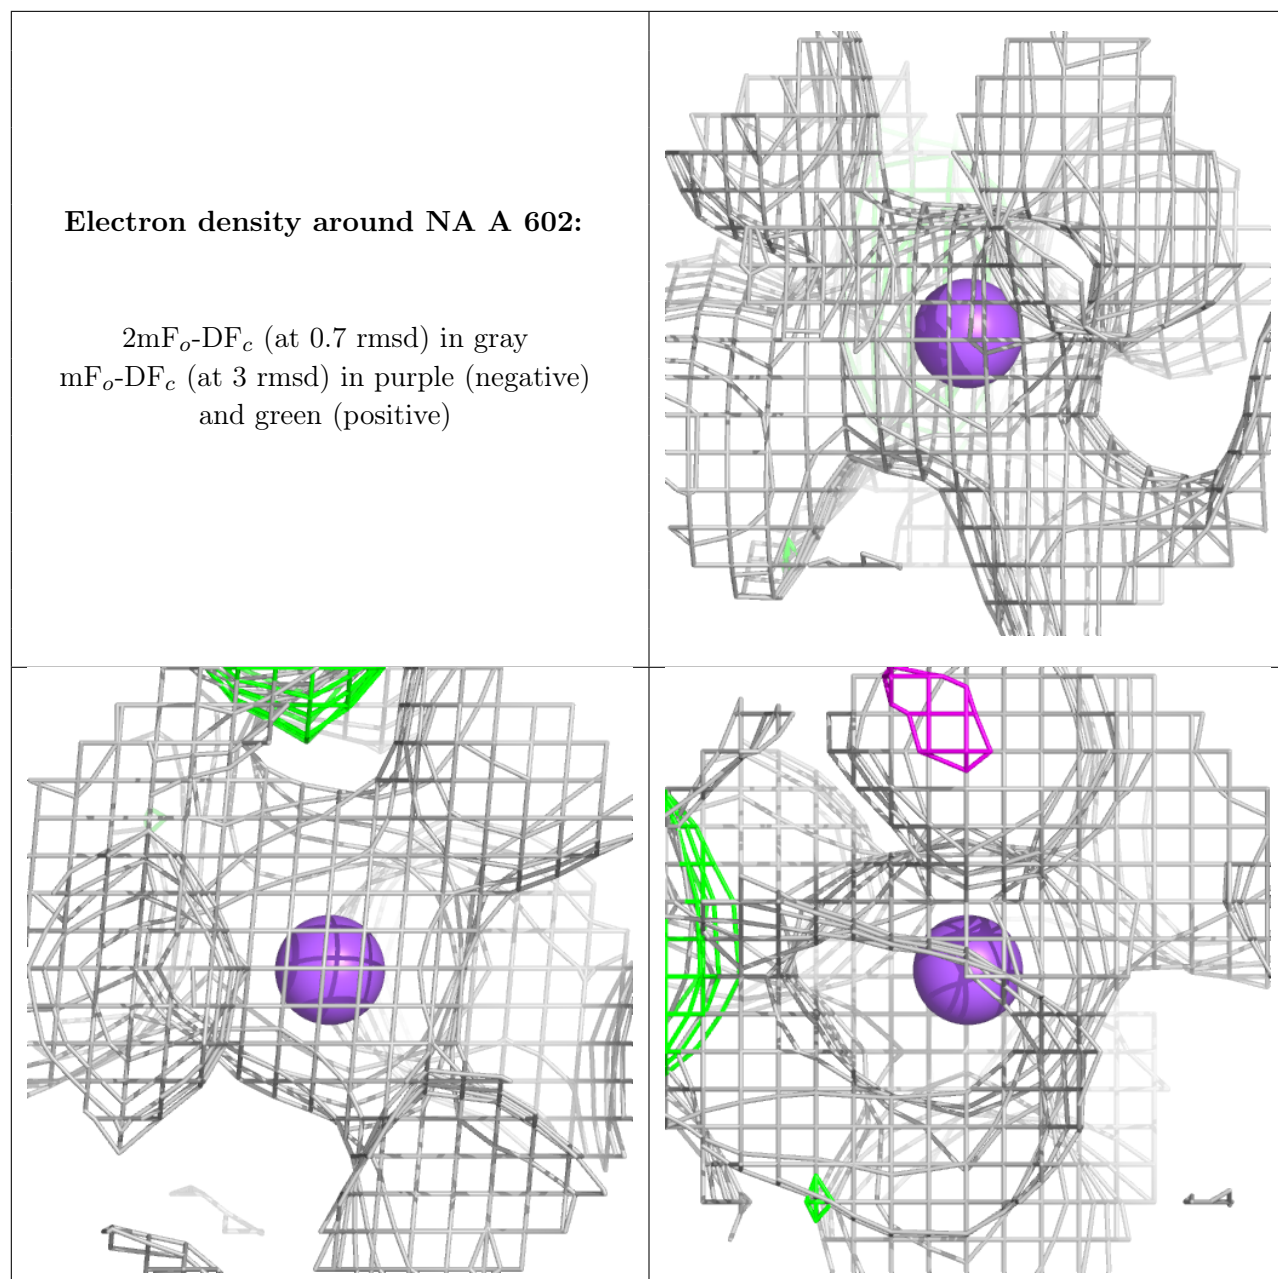 Electron density around NA A 602:
2mFo-DFc (at 0.7 rmsd) in gray
mFo-DFc (at 3 rmsd) in purple (negative)
and green (positive)